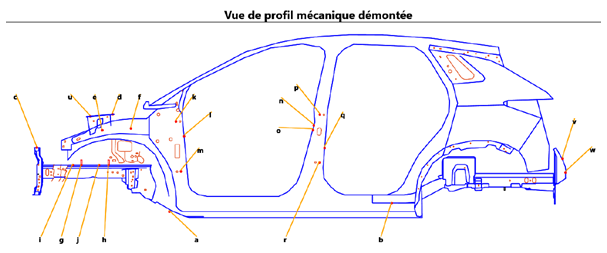 Vue de profil mécanique démontée
c u e d f k l m n o p q v w
i g j h a r b